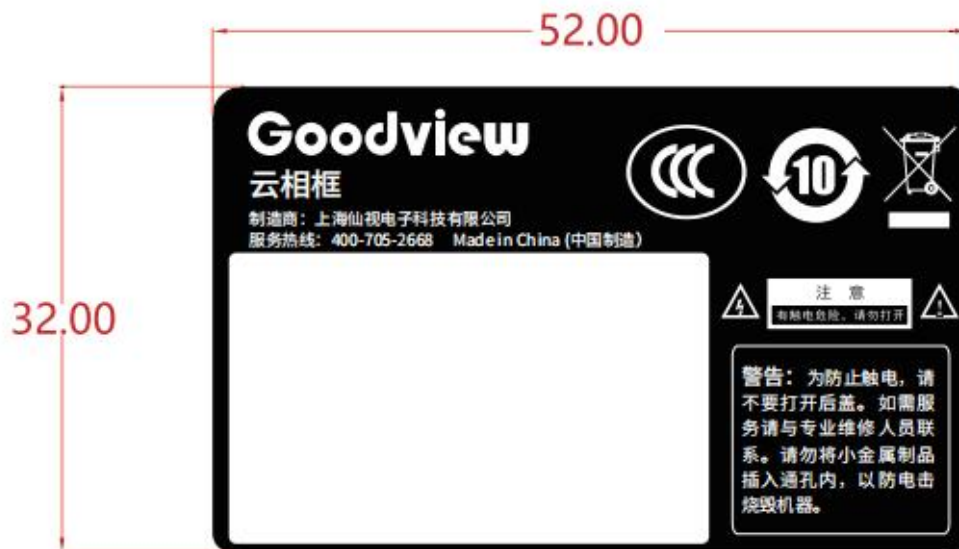 52.00
32.00
Goodview
云相框
制造商：上海仙视电子科技有限公司
服务热线：400-705-2668 Made in China (中国制造)
CCC
10
注 意
有触电危险，请勿打开
警告：为防止触电，请
不要打开后盖。如需服
务请与专业维修人员联
系。请勿将小金属制品
插入通孔内，以防电击
烧毁机器。